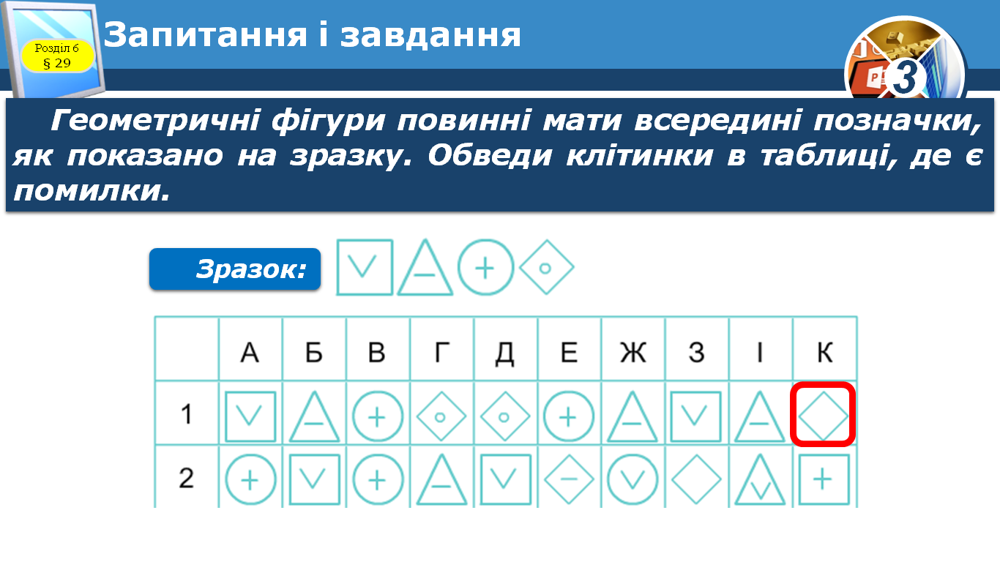 Розділ 6
§ 29
Запитання і завдання
3
Геометричні фігури повинні мати всередині позначки,
як показано на зразку. Обведи клітинки в таблиці, де є
помилки.
Зразок:
А Б В Г Д Е Ж З І К
1
2